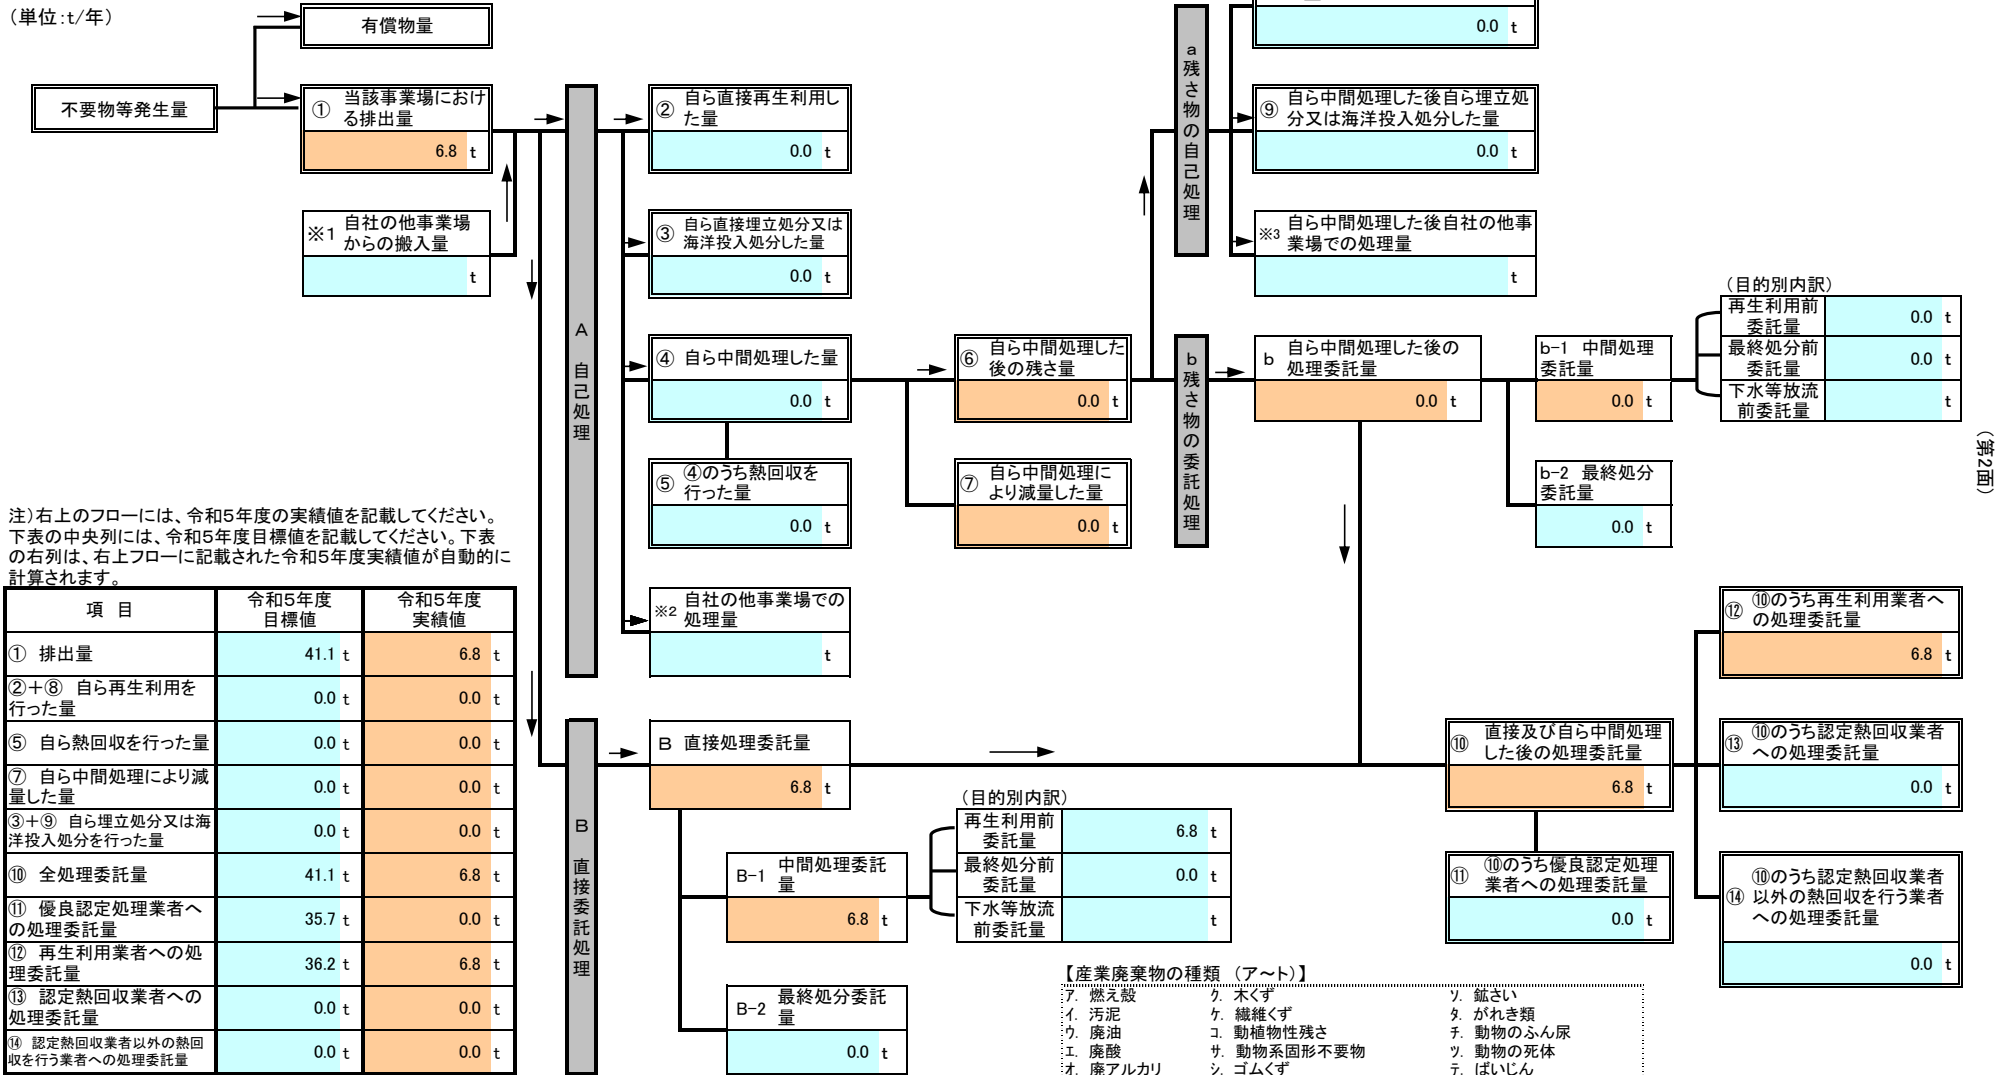 （単位:t/年）
有償物量
不要物等発生量
① 当該事業場におけ
る排出量
6.8 t
※1 自社の他事業場
からの搬入量
t
A 自己処理
② 自ら直接再生利用し
た量
0.0 t
③ 自ら直接埋立処分又は
海洋投入処分した量
0.0 t
④ 自ら中間処理した量
0.0 t
⑤ ④のうち熱回収を
行った量
0.0 t
※2 自社の他事業場での
処理量
t
⑥ 自ら中間処理した
後の残さ量
0.0 t
⑦ 自ら中間処理に
より減量した量
0.0 t
a 残さ物の自己処理
0.0 t
⑨ 自ら中間処理した後自ら埋立処
分又は海洋投入処分した量
0.0 t
※3 自ら中間処理した後自社の他事
業場での処理量
t
b 残さ物の委託処理
b 自ら中間処理した後の
処理委託量
0.0 t
b-1 中間処理
委託量
0.0 t
b-2 最終処分
委託量
0.0 t
（目的別内訳）
再生利用前
委託量
0.0 t
最終処分前
委託量
0.0 t
下水等放流
前委託量
t
（第2面）
注）右上のフローには、令和5年度の実績値を記載してください。
下表の中央列には、令和5年度目標値を記載してください。下表
の右列は、右上フローに記載された令和5年度実績値が自動的に
計算されます。
項 目 令和5年度
目標値 令和5年度
実績値
① 排出量 41.1 t 6.8 t
②+⑧ 自ら再生利用を
行った量 0.0 t 0.0 t
⑤ 自ら熱回収を行った量 0.0 t 0.0 t
⑦ 自ら中間処理により減
量した量 0.0 t 0.0 t
③+⑨ 自ら埋立処分又は海
洋投入処分を行った量 0.0 t 0.0 t
⑩ 全処理委託量 41.1 t 6.8 t
⑪ 優良認定処理業者へ
の処理委託量 35.7 t 0.0 t
⑫ 再生利用業者への処
理委託量 36.2 t 6.8 t
⑬ 認定熱回収業者への
処理委託量 0.0 t 0.0 t
⑭ 認定熱回収業者以外の熱回
収を行う業者への処理委託量 0.0 t 0.0 t
B 直接委託処理
B 直接処理委託量
6.8 t
B-1 中間処理委託
量
6.8 t
B-2 最終処分委託
量
0.0 t
（目的別内訳）
再生利用前
委託量
6.8 t
最終処分前
委託量
0.0 t
下水等放流
前委託量
t
⑩ 直接及び自ら中間処理
した後の処理委託量
6.8 t
⑪ ⑩のうち優良認定処理
業者への処理委託量
0.0 t
⑫ ⑩のうち再生利用業者へ
の処理委託量
6.8 t
⑬ ⑩のうち認定熱回収業者
への処理委託量
0.0 t
⑭ ⑩のうち認定熱回収業者
以外の熱回収を行う業者
への処理委託量
0.0 t
【産業廃棄物の種類 （ア～ト）】
ア. 燃え殻 ク. 木くず ソ. 鉱さい
イ. 汚泥 ケ. 繊維くず タ. がれき類
ウ. 廃油 コ. 動植物性残さ チ. 動物のふん尿
エ. 廃酸 サ. 動物系固形不要物 ツ. 動物の死体
オ. 廃アルカリ シ. ゴムくず テ. ばいじん